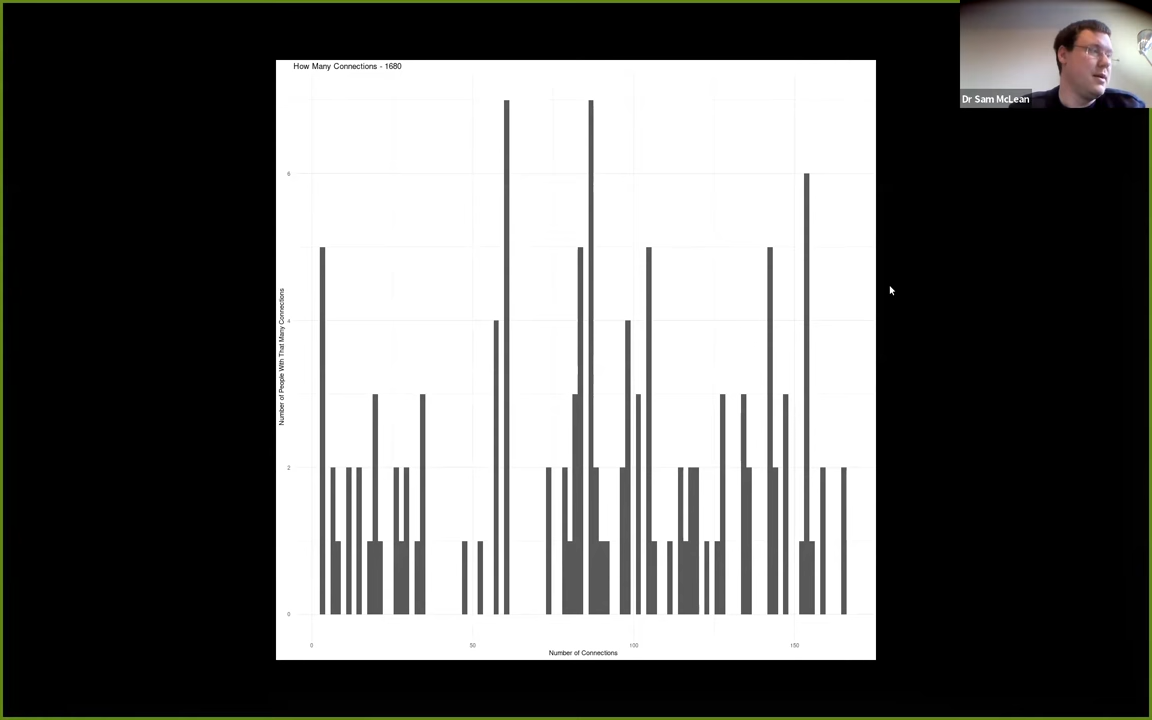 How Many Connections - 1680
Dr Sam McLean
Number of People With That Many Connections
6
4
2
0
0
50
100
150
Number of Connections